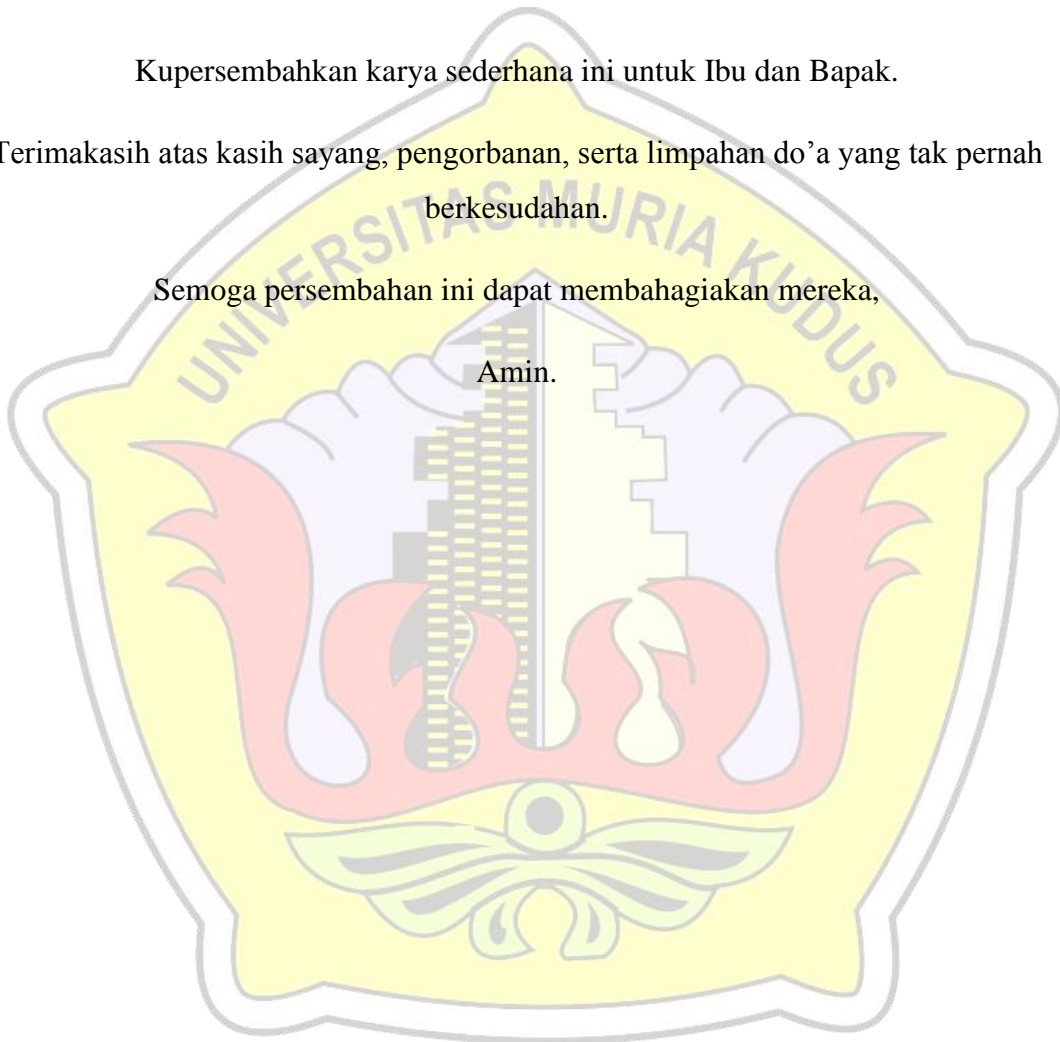 Kupersembahkan karya sederhana ini untuk Ibu dan Bapak.
Terimakasih atas kasih sayang, pengorbanan, serta limpahan do’a yang tak pernah
berkesudahan.
UNIVERSITAS MURIA KUDUS
Semoga persembahan ini dapat membahagiakan mereka,
Amin.